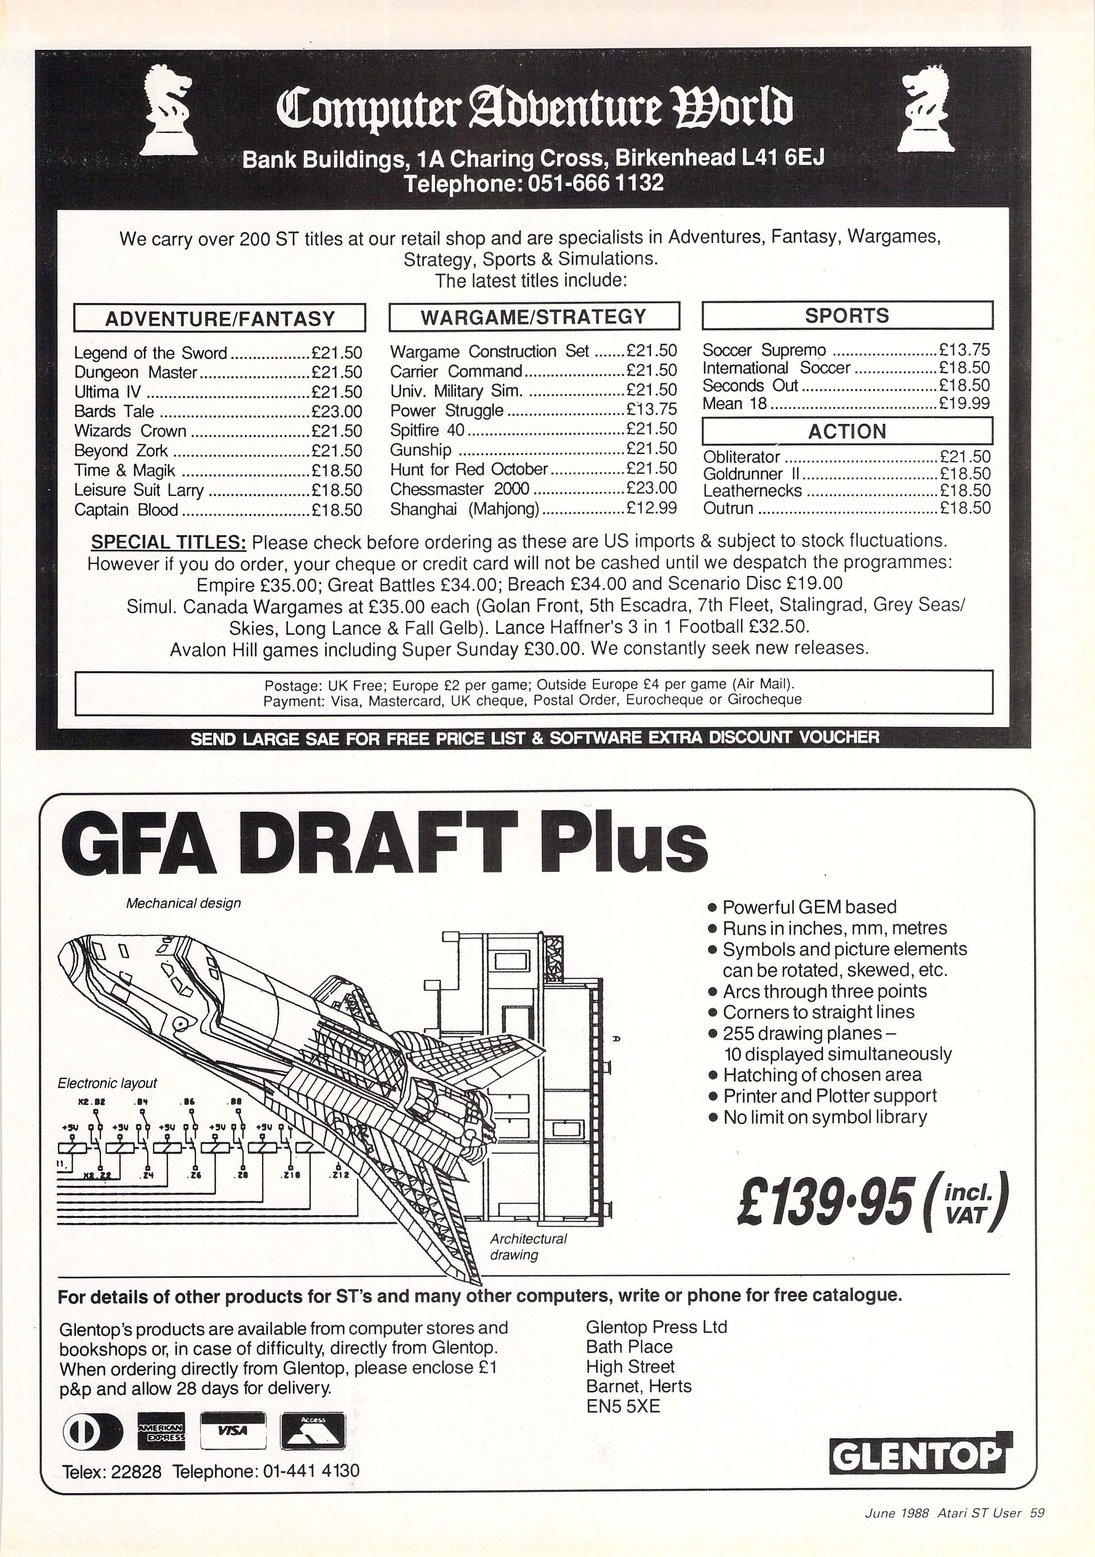 Computer Adventure World
Bank Buildings, 1A Charing Cross, Birkenhead L41 6EJ
Telephone: 051-666 1132
We carry over 200 ST titles at our retail shop and are specialists in Adventures, Fantasy, Wargames,
Strategy, Sports & Simulations.
The latest titles include:
ADVENTURE/FANTASY
Legend of the Sword .................. £21.50
Dungeon Master ......................... £21.50
Ultima IV ...................................... £21.50
Bards Tale .................................. £23.00
Wizards Crown ........................... £21.50
Beyond Zork ............................... £21.50
Time & Magik ............................. £18.50
Leisure Suit Larry ....................... £18.50
Captain Blood ............................. £18.50
WARGAME/STRATEGY
Wargame Construction Set ....... £21.50
Carrier Command ....................... £21.50
Univ. Military Sim. ...................... £21.50
Power Struggle ........................... £13.75
Spitfire 40 .................................... £21.50
Gunship ...................................... £21.50
Hunt for Red October ................. £21.50
Chessmaster 2000 ..................... £23.00
Shanghai (Mahjong) ................... £12.99
SPORTS
Soccer Supremo ........................ £13.75
International Soccer ................... £18.50
Seconds Out ............................... £18.50
Mean 18 ...................................... £19.99
ACTION
Obliterator ................................... £21.50
Goldrunner II ............................... £18.50
Leathernecks .............................. £18.50
Outrun ......................................... £18.50
SPECIAL TITLES: Please check before ordering as these are US imports & subject to stock fluctuations.
However if you do order, your cheque or credit card will not be cashed until we despatch the programmes:
Empire £35.00; Great Battles £34.00; Breach £34.00 and Scenario Disc £19.00
Simul. Canada Wargames at £35.00 each (Golan Front, 5th Escadra, 7th Fleet, Stalingrad, Grey Seas/
Skies, Long Lance & Fall Gelb). Lance Haffner's 3 in 1 Football £32.50.
Avalon Hill games including Super Sunday £30.00. We constantly seek new releases.
Postage: UK Free; Europe £2 per game; Outside Europe £4 per game (Air Mail).
Payment: Visa, Mastercard, UK cheque, Postal Order, Eurocheque or Girocheque
SEND LARGE SAE FOR FREE PRICE LIST & SOFTWARE EXTRA DISCOUNT VOUCHER
GFA DRAFT Plus
Mechanical design
• Powerful GEM based
• Runs in inches, mm, metres
• Symbols and picture elements
can be rotated, skewed, etc.
• Arcs through three points
• Corners to straight lines
• 255 drawing planes –
10 displayed simultaneously
• Hatching of chosen area
• Printer and Plotter support
• No limit on symbol library
A
Electronic layout
X2.B2 .B4 .B6 .B8
+9V +9V +9V +9V +9V
X2.Z2 .Z4 .Z6 .Z8 .Z10 .Z12
Architectural
drawing
£139·95 (incl.
VAT)
For details of other products for ST's and many other computers, write or phone for free catalogue.
Glentop's products are available from computer stores and
bookshops or, in case of difficulty, directly from Glentop.
When ordering directly from Glentop, please enclose £1
p&p and allow 28 days for delivery.
Glentop Press Ltd
Bath Place
High Street
Barnet, Herts
EN5 5XE
AMERICAN
EXPRESS
VISA
Access
Telex: 22828 Telephone: 01-441 4130
GLENTOP
June 1988 Atari ST User 59